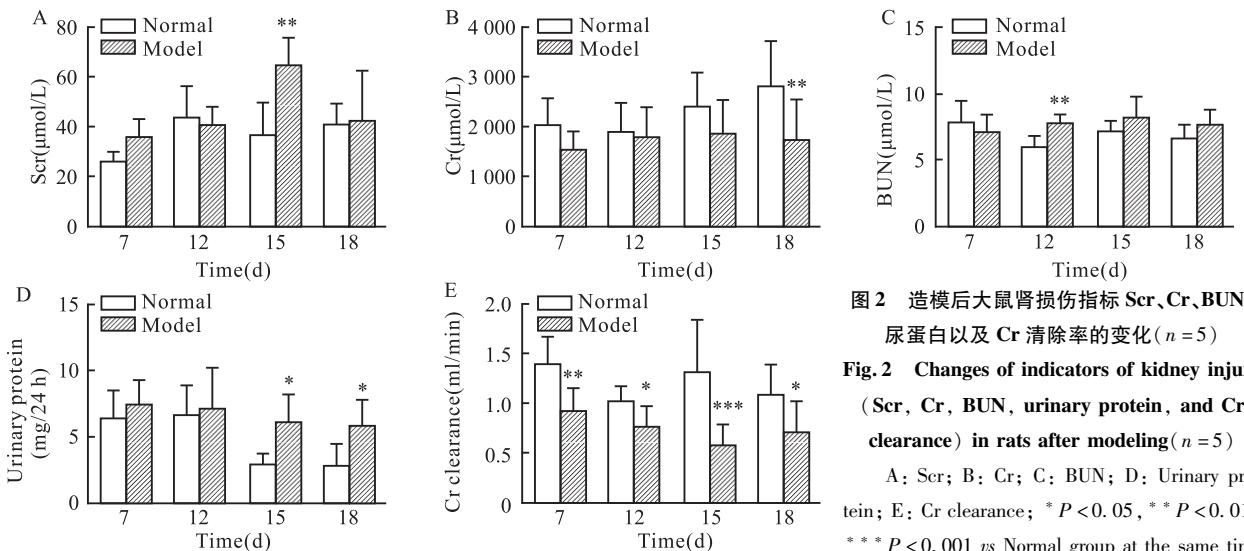 A
Normal
Model
**
80
60
40
20
0
Scr(μmol/L)
7 12 15 18
Time(d)
B
Normal
Model
**
4 000
3 000
2 000
1 000
0
Cr(μmol/L)
7 12 15 18
Time(d)
C
Normal
Model
**
15
10
5
0
BUN(μmol/L)
7 12 15 18
Time(d)
D
Normal
Model
* *
15
10
5
0
Urinary protein
(mg/24 h)
7 12 15 18
Time(d)
E
Normal
Model
** * *** *
2.0
1.5
1.0
0.5
0
Cr clearance(ml/min)
7 12 15 18
Time(d)
图 2 造模后大鼠肾损伤指标 Scr、Cr、BUN
尿蛋白以及 Cr 清除率的变化(n=5)
Fig. 2 Changes of indicators of kidney inju
(Scr, Cr, BUN, urinary protein, and Cr
clearance) in rats after modeling(n=5)
A: Scr; B: Cr; C: BUN; D: Urinary pr
tein; E: Cr clearance; *P<0.05, **P<0.01
***P<0.001 vs Normal group at the same tim